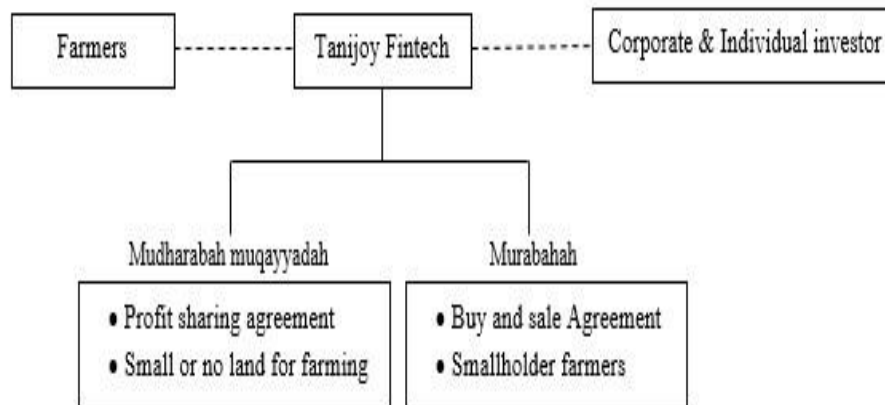 Farmers
Tanijoy Fintech
Corporate & Individual investor
Mudharabah muqayyadah
• Profit sharing agreement
• Small or no land for farming
Murabahah
• Buy and sale Agreement
• Smallholder farmers